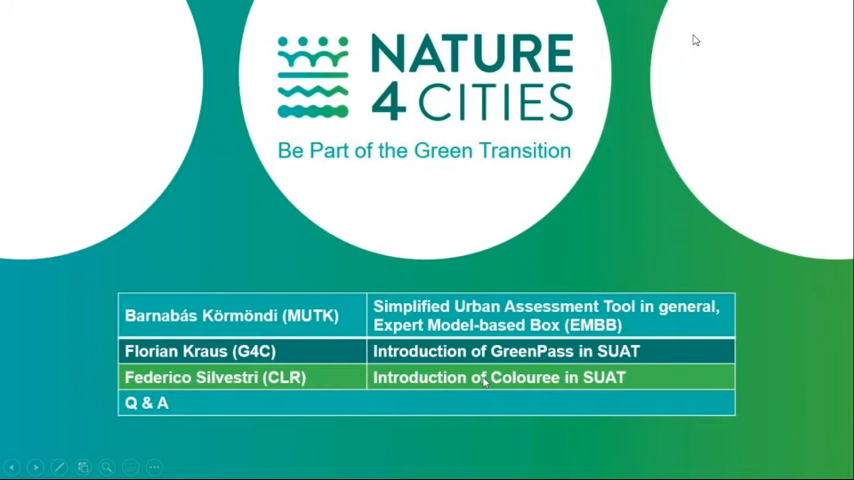 NATURE
4 CITIES
Be Part of the Green Transition
Barnabás Körmöndi (MUTK)
Simplified Urban Assessment Tool in general,
Expert Model-based Box (EMBB)
Florian Kraus (G4C)
Introduction of GreenPass in SUAT
Federico Silvestri (CLR)
Introduction of Colouree in SUAT
Q & A